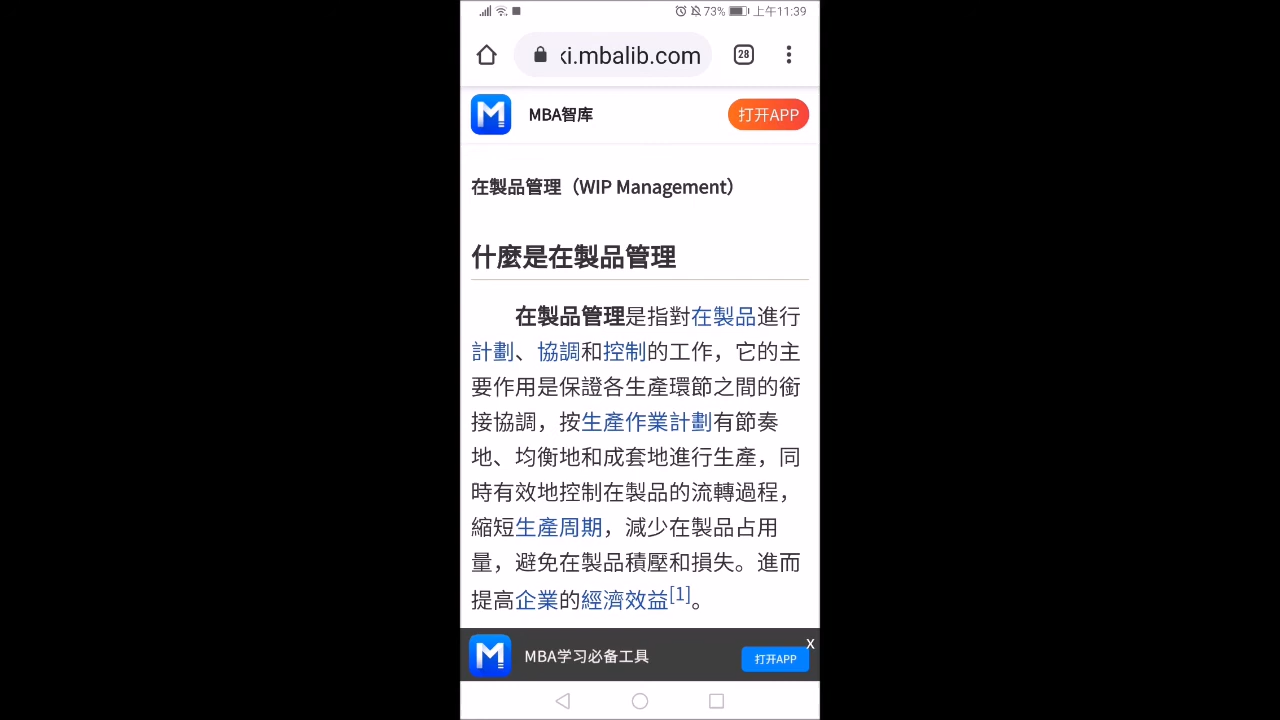 73% 上午11:39
ki.mbalib.com 28
MBA智库 打开APP
在製品管理（WIP Management）
什麼是在製品管理
在製品管理是指對在製品進行
計劃、協調和控制的工作，它的主
要作用是保證各生產環節之間的銜
接協調，按生產作業計劃有節奏
地、均衡地和成套地進行生產，同
時有效地控制在製品的流轉過程，
縮短生產周期，減少在製品占用
量，避免在製品積壓和損失。進而
提高企業的經濟效益[1]。
X
MBA学习必备工具 打开APP